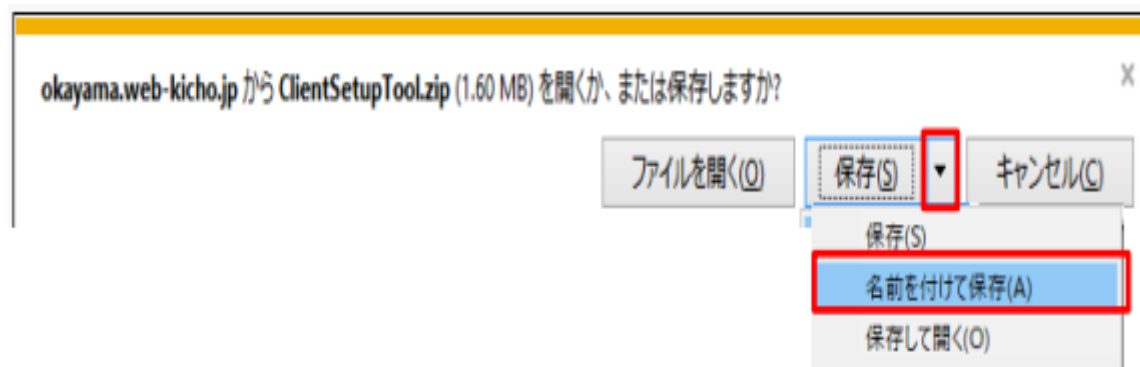 okayama.web-kicho.jp から ClientSetupTool.zip (1.60 MB) を開くか、または保存しますか?
×
ファイルを開く(O) 保存(S) ▼ キャンセル(C)
保存(S)
名前を付けて保存(A)
保存して開く(O)